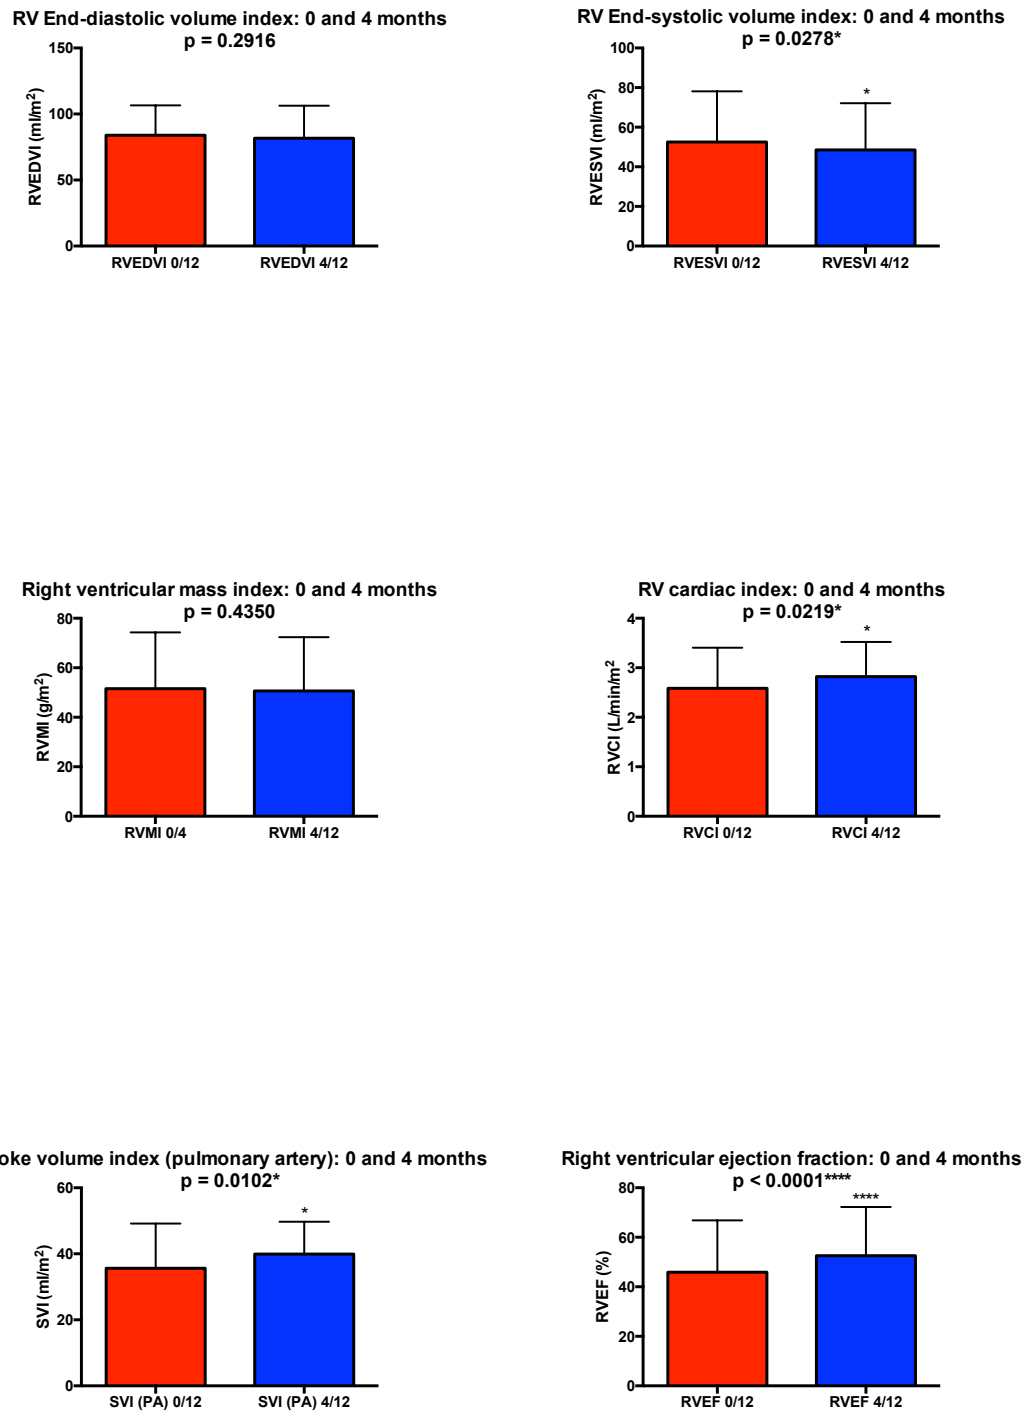 RV End-diastolic volume index: 0 and 4 months
p = 0.2916
150
100
50
0
RVEDVI (ml/m²)
RVEDVI 0/12
RVEDVI 4/12
RV End-systolic volume index: 0 and 4 months
p = 0.0278*
100
80
60
40
20
0
RVESVI (ml/m²)
*
RVESVI 0/12
RVESVI 4/12
Right ventricular mass index: 0 and 4 months
p = 0.4350
80
60
40
20
0
RVMI (g/m²)
RVMI 0/4
RVMI 4/12
RV cardiac index: 0 and 4 months
p = 0.0219*
4
3
2
1
0
RVCI (L/min/m²
*
RVCI 0/12
RVCI 4/12
oke volume index (pulmonary artery): 0 and 4 months
p = 0.0102*
60
40
20
0
SVI (ml/m²)
*
SVI (PA) 0/12
SVI (PA) 4/12
Right ventricular ejection fraction: 0 and 4 months
p < 0.0001****
80
60
40
20
0
RVEF (%)
****
RVEF 0/12
RVEF 4/12